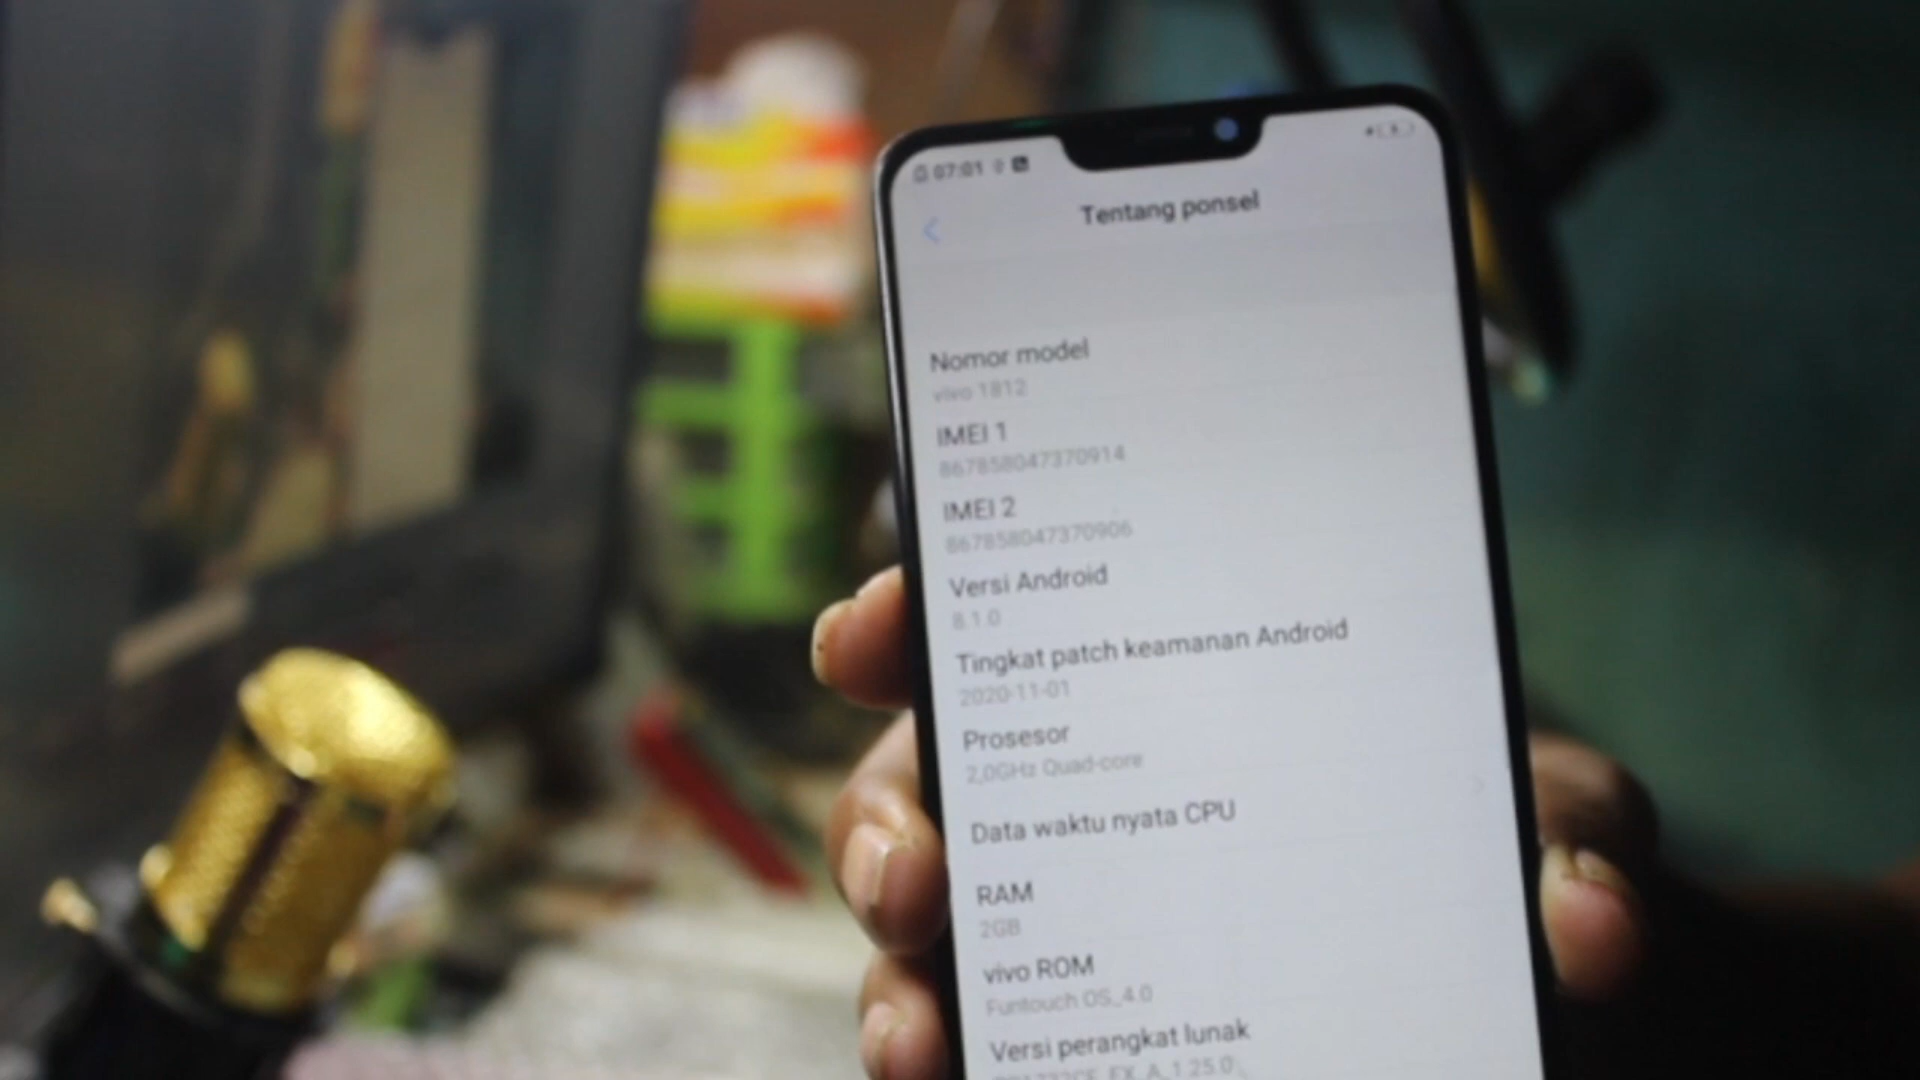 07:01
Tentang ponsel
Nomor model
vivo 1812
IMEI 1
867858047370914
IMEI 2
867858047370906
Versi Android
8.1.0
Tingkat patch keamanan Android
2020-11-01
Prosesor
2,0GHz Quad-core
Data waktu nyata CPU
RAM
2GB
vivo ROM
Funtouch OS_4.0
Versi perangkat lunak